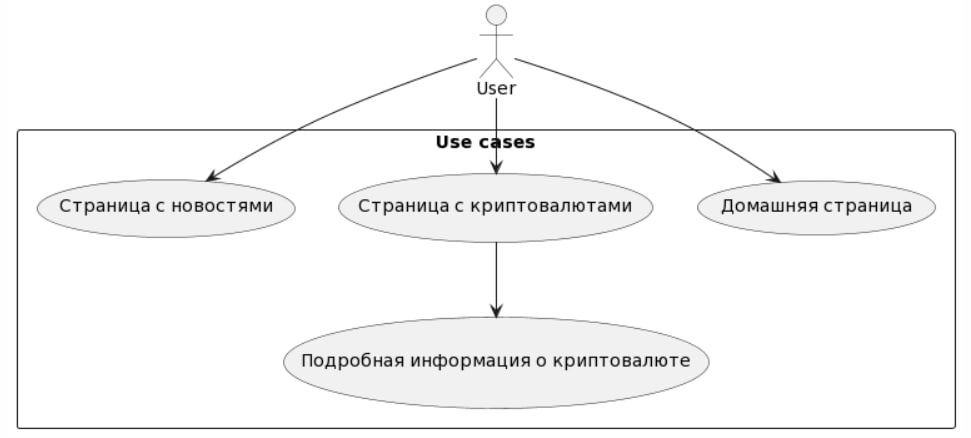 User
Use cases
Страница с новостями
Страница с криптовалютами
Домашняя страница
Подробная информация о криптовалюте